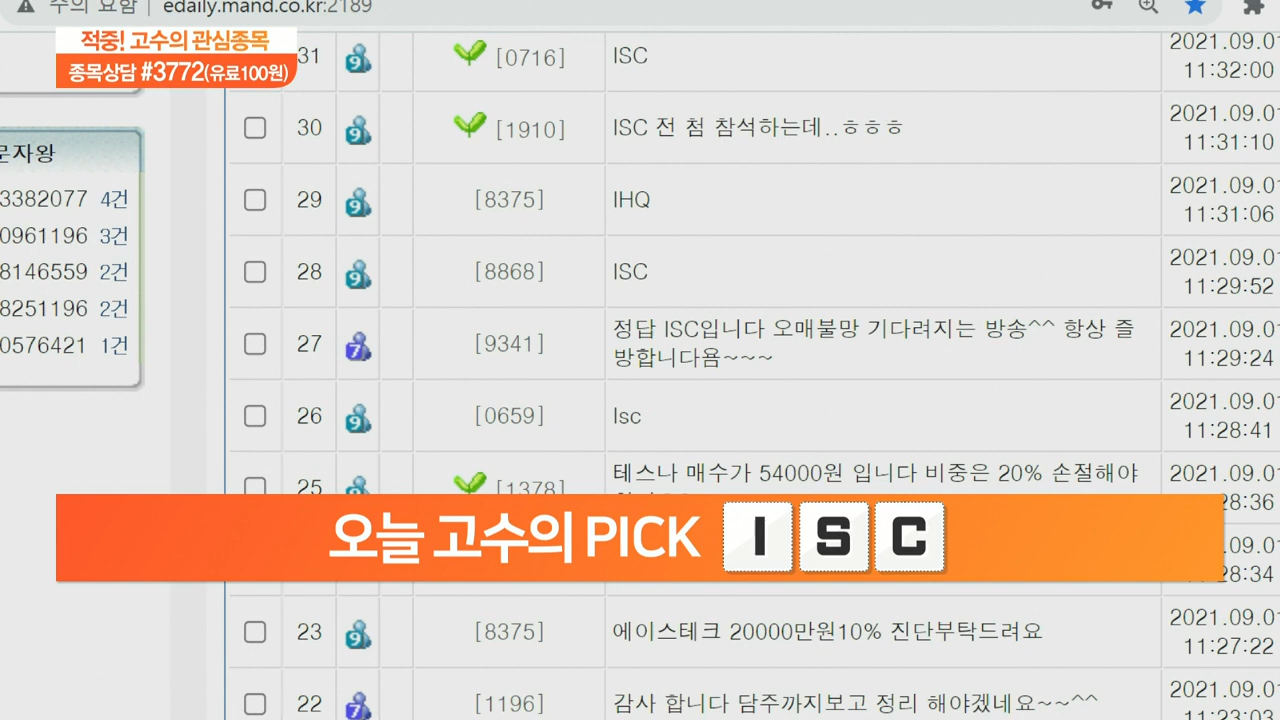 주의 요함 | edaily.mand.co.kr:2189
적중! 고수의 관심종목
종목상담 #3772(유료100원)
문자왕
3382077 4건
0961196 3건
8146559 2건
8251196 2건
0576421 1건
31 [0716] ISC 2021.09.01
11:32:00
30 [1910] ISC 전 첨 참석하는데..ㅎㅎㅎ 2021.09.01
11:31:10
29 [8375] IHQ 2021.09.01
11:31:06
28 [8868] ISC 2021.09.01
11:29:52
27 [9341] 정답 ISC입니다 오매불망 기다려지는 방송^^ 항상 즐 2021.09.01
방합니다욤~~~ 11:29:24
26 [0659] Isc 2021.09.01
11:28:41
25 [1378] 테스나 매수가 54000원 입니다 비중은 20% 손절해야 2021.09.01
28:36
오늘 고수의 PICK ISC
.09.01
28:34
23 [8375] 에이스테크 20000만원10% 진단부탁드려요 2021.09.01
11:27:22
22 [1196] 감사 합니다 담주까지보고 정리 해야겠네요~~^^ 2021.09.01